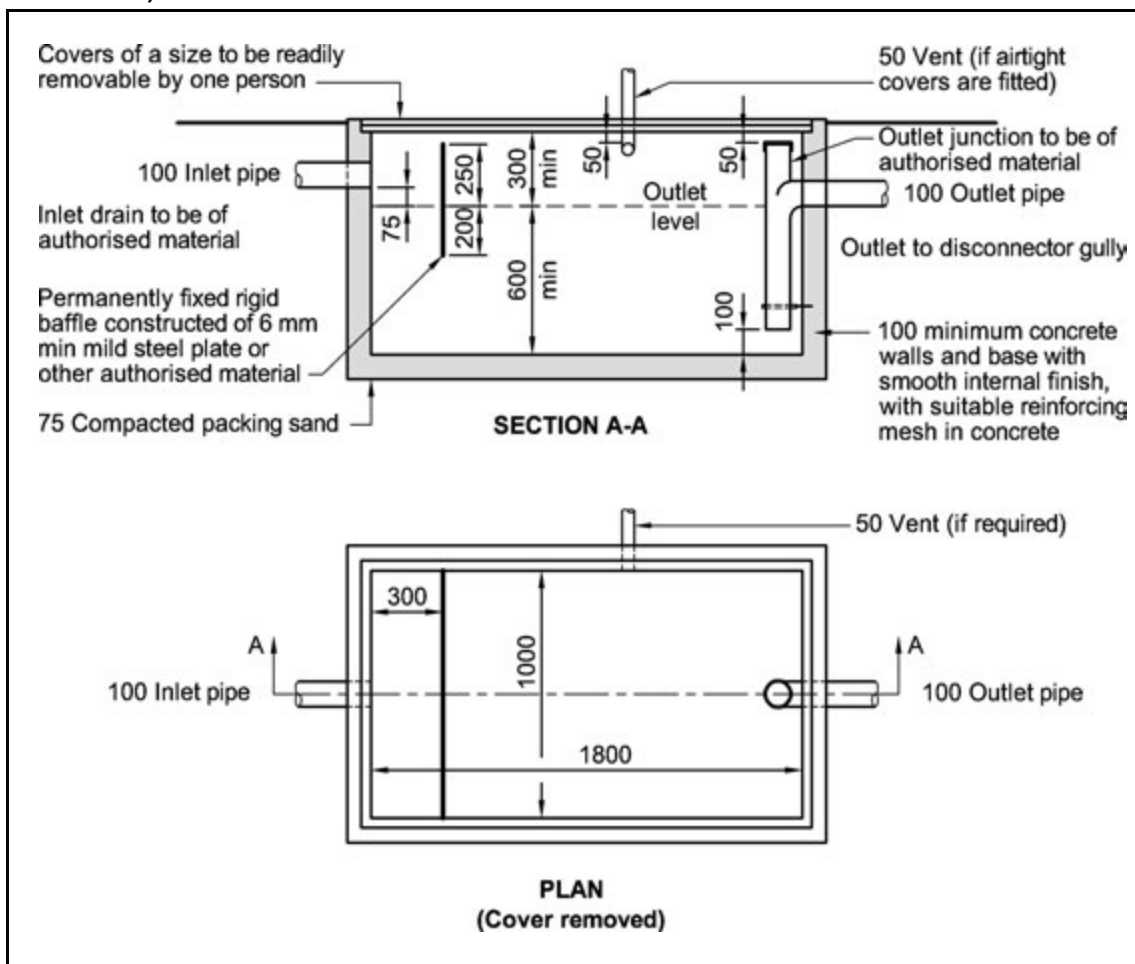 Covers of a size to be readily
removable by one person
50 Vent (if airtight
covers are fitted)
100 Inlet pipe
Inlet drain to be of
authorised material
75
250
200
300
min
600
min
50
Outlet
level
50
100
Outlet junction to be of
authorised material
100 Outlet pipe
Outlet to disconnector gully
Permanently fixed rigid
baffle constructed of 6 mm
min mild steel plate or
other authorised material
100 minimum concrete
walls and base with
smooth internal finish,
with suitable reinforcing
mesh in concrete
75 Compacted packing sand
SECTION A-A
50 Vent (if required)
300
A
A
100 Inlet pipe
1000
100 Outlet pipe
1800
PLAN
(Cover removed)